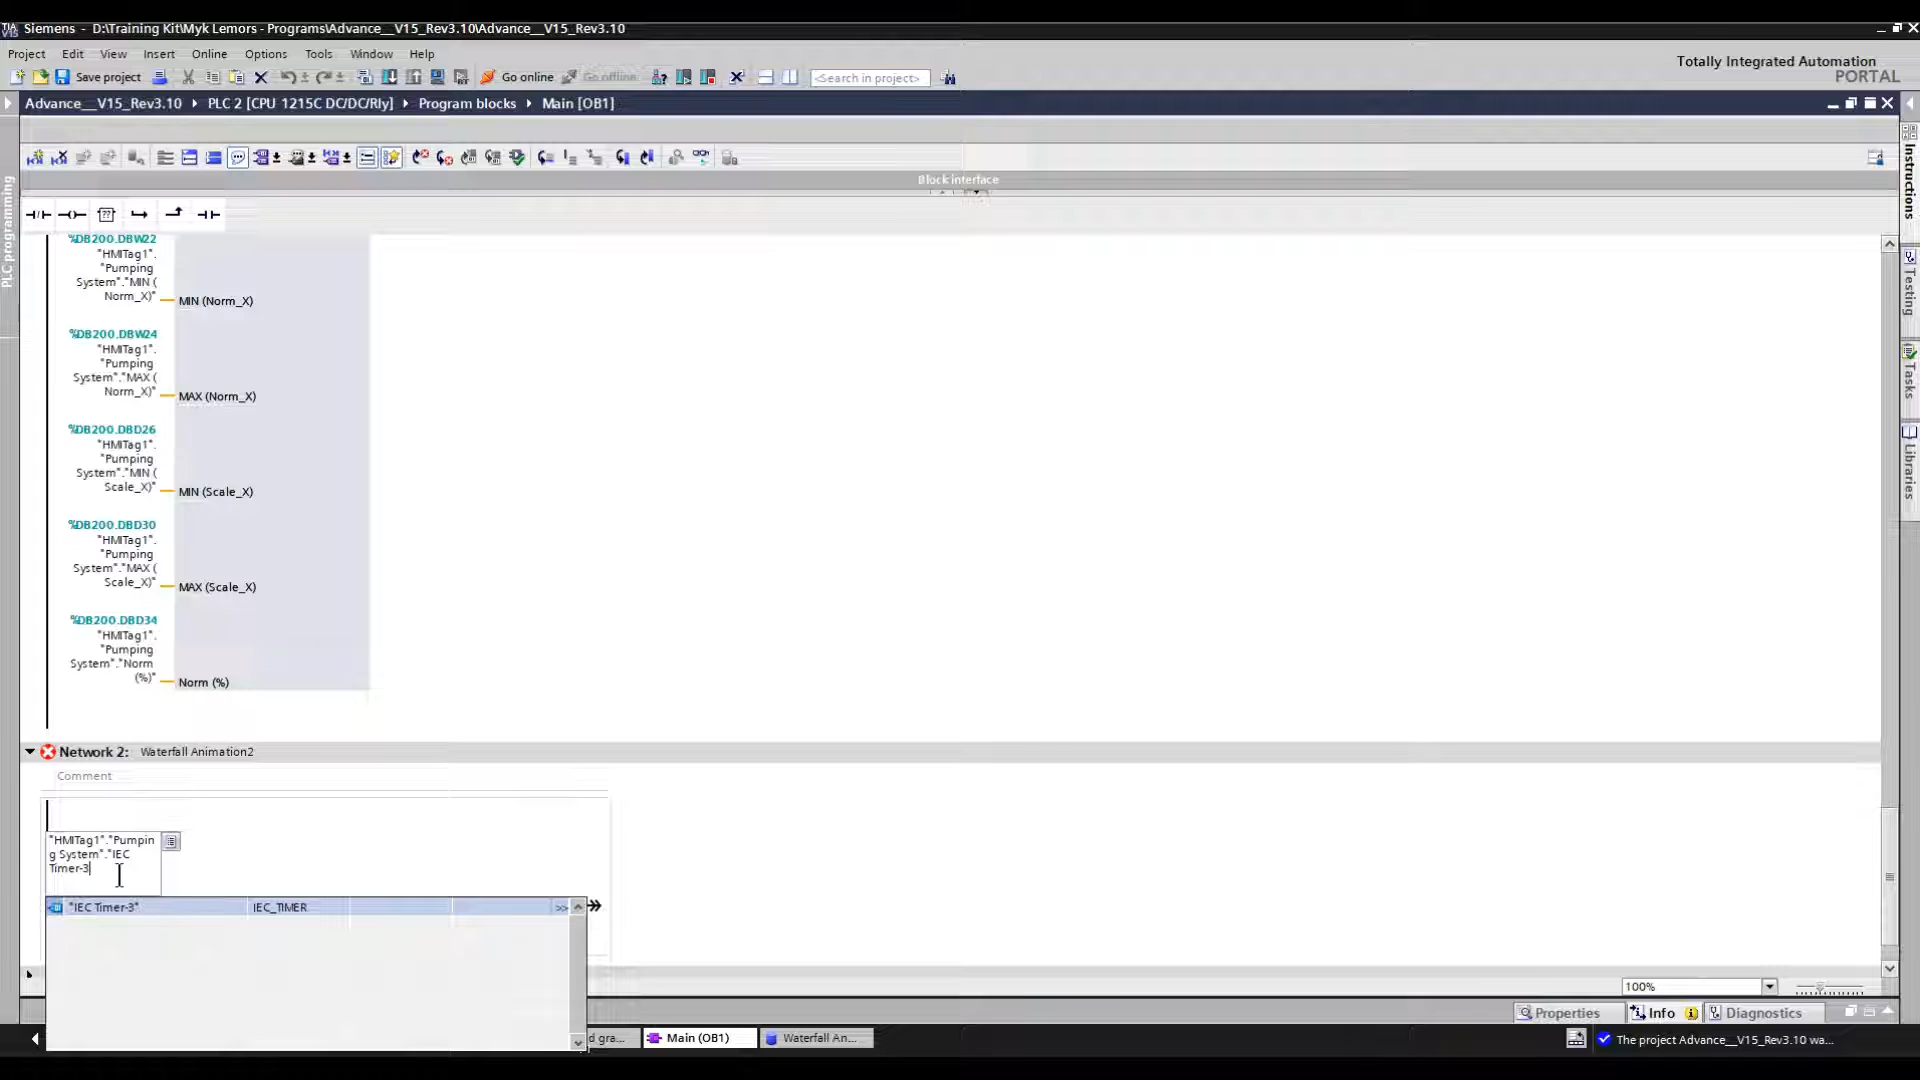 Siemens - D:\Training Kit\Myk Lemors - Programs\Advance__V15_Rev3.10\Advance__V15_Rev3.10
Project Edit View Insert Online Options Tools Window Help
Totally Integrated Automation
PORTAL
Save project Go online Go offline <Search in project>
Advance__V15_Rev3.10 PLC 2 [CPU 1215C DC/DC/Rly] Program blocks Main [OB1]
Block interface
PLC programming
Instructions
Testing
Tasks
Libraries
%DB200.DBW22
"HMITag1".
"Pumping
System"."MIN (
Norm_X)"
MIN (Norm_X)
%DB200.DBW24
"HMITag1".
"Pumping
System"."MAX (
Norm_X)"
MAX (Norm_X)
%DB200.DBD26
"HMITag1".
"Pumping
System"."MIN (
Scale_X)"
MIN (Scale_X)
%DB200.DBD30
"HMITag1".
"Pumping
System"."MAX (
Scale_X)"
MAX (Scale_X)
%DB200.DBD34
"HMITag1".
"Pumping
System"."Norm
(%)"
Norm (%)
Network 2: Waterfall Animation2
Comment
"HMITag1"."Pumpin
g System"."IEC
Timer-3
"IEC Timer-3" IEC_TIMER >>
100%
Properties Info Diagnostics
d gra... Main (OB1) Waterfall An...
The project Advance__V15_Rev3.10 wa...